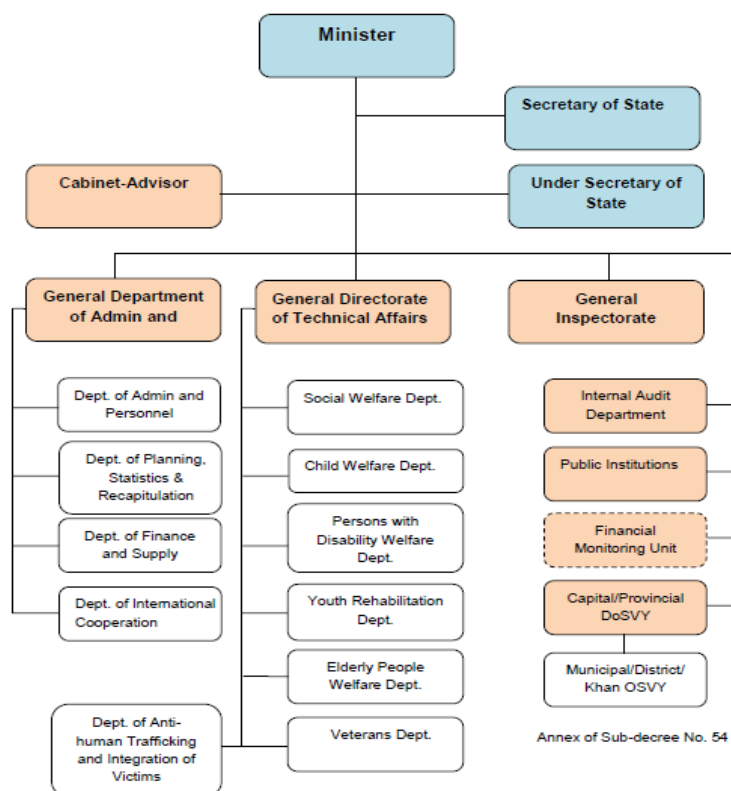 Minister
Secretary of State
Cabinet-Advisor
Under Secretary of
State
General Department
of Admin and
General Directorate
of Technical Affairs
General
Inspectorate
Dept. of Admin and
Personnel
Dept. of Planning,
Statistics &
Recapitulation
Dept. of Finance
and Supply
Dept. of International
Cooperation
Social Welfare Dept.
Child Welfare Dept.
Persons with
Disability Welfare
Dept.
Youth Rehabilitation
Dept.
Elderly People
Welfare Dept.
Dept. of Anti-
human Trafficking
and Integration of
Victims
Veterans Dept.
Internal Audit
Department
Public Institutions
Financial
Monitoring Unit
Capital/Provincial
DoSVY
Municipal/District/
Khan OSVY
Annex of Sub-decree No. 54